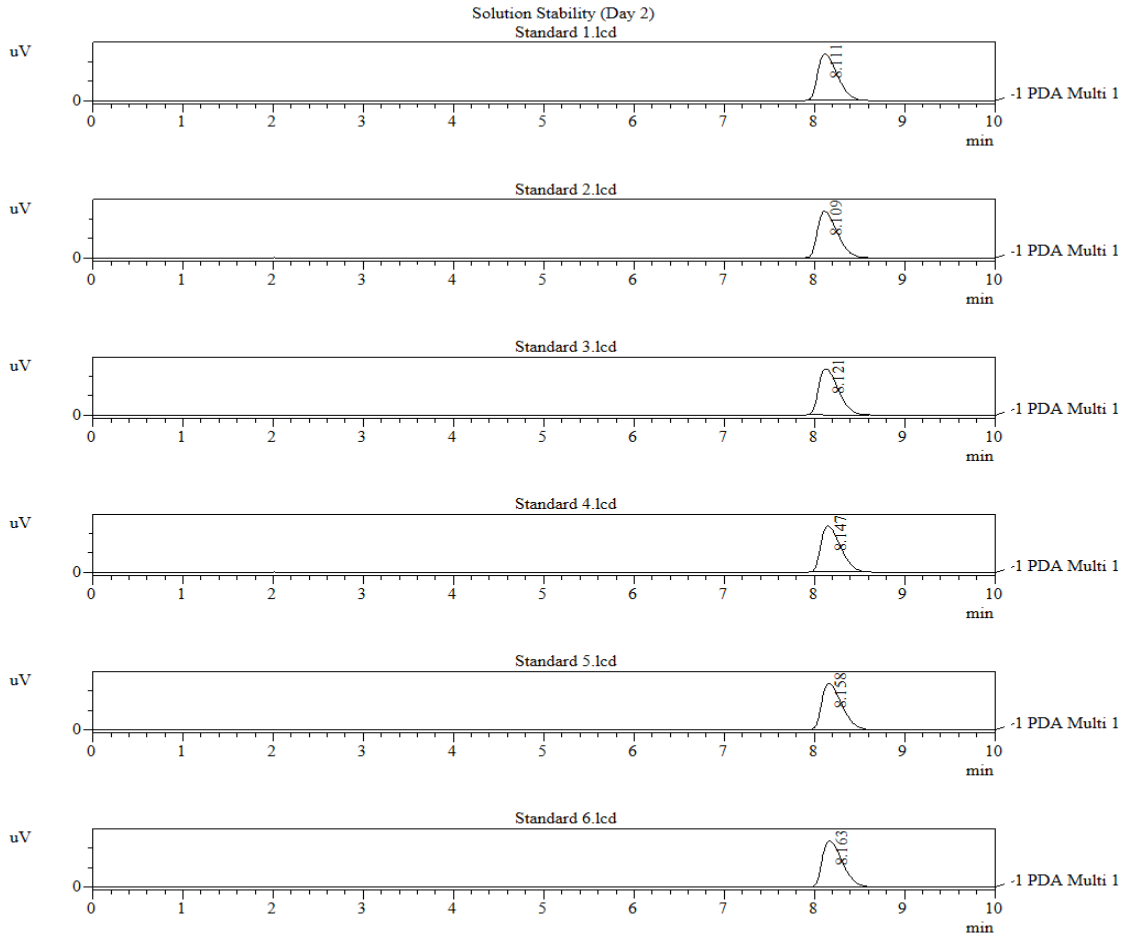 Solution Stability (Day 2)
Standard 1.lcd
uV
8.111
0
-1 PDA Multi 1
0 1 2 3 4 5 6 7 8 9 10
min
Standard 2.lcd
uV
8.109
0
-1 PDA Multi 1
0 1 2 3 4 5 6 7 8 9 10
min
Standard 3.lcd
uV
8.121
0
-1 PDA Multi 1
0 1 2 3 4 5 6 7 8 9 10
min
Standard 4.lcd
uV
8.147
0
-1 PDA Multi 1
0 1 2 3 4 5 6 7 8 9 10
min
Standard 5.lcd
uV
8.158
0
-1 PDA Multi 1
0 1 2 3 4 5 6 7 8 9 10
min
Standard 6.lcd
uV
8.163
0
-1 PDA Multi 1
0 1 2 3 4 5 6 7 8 9 10
min